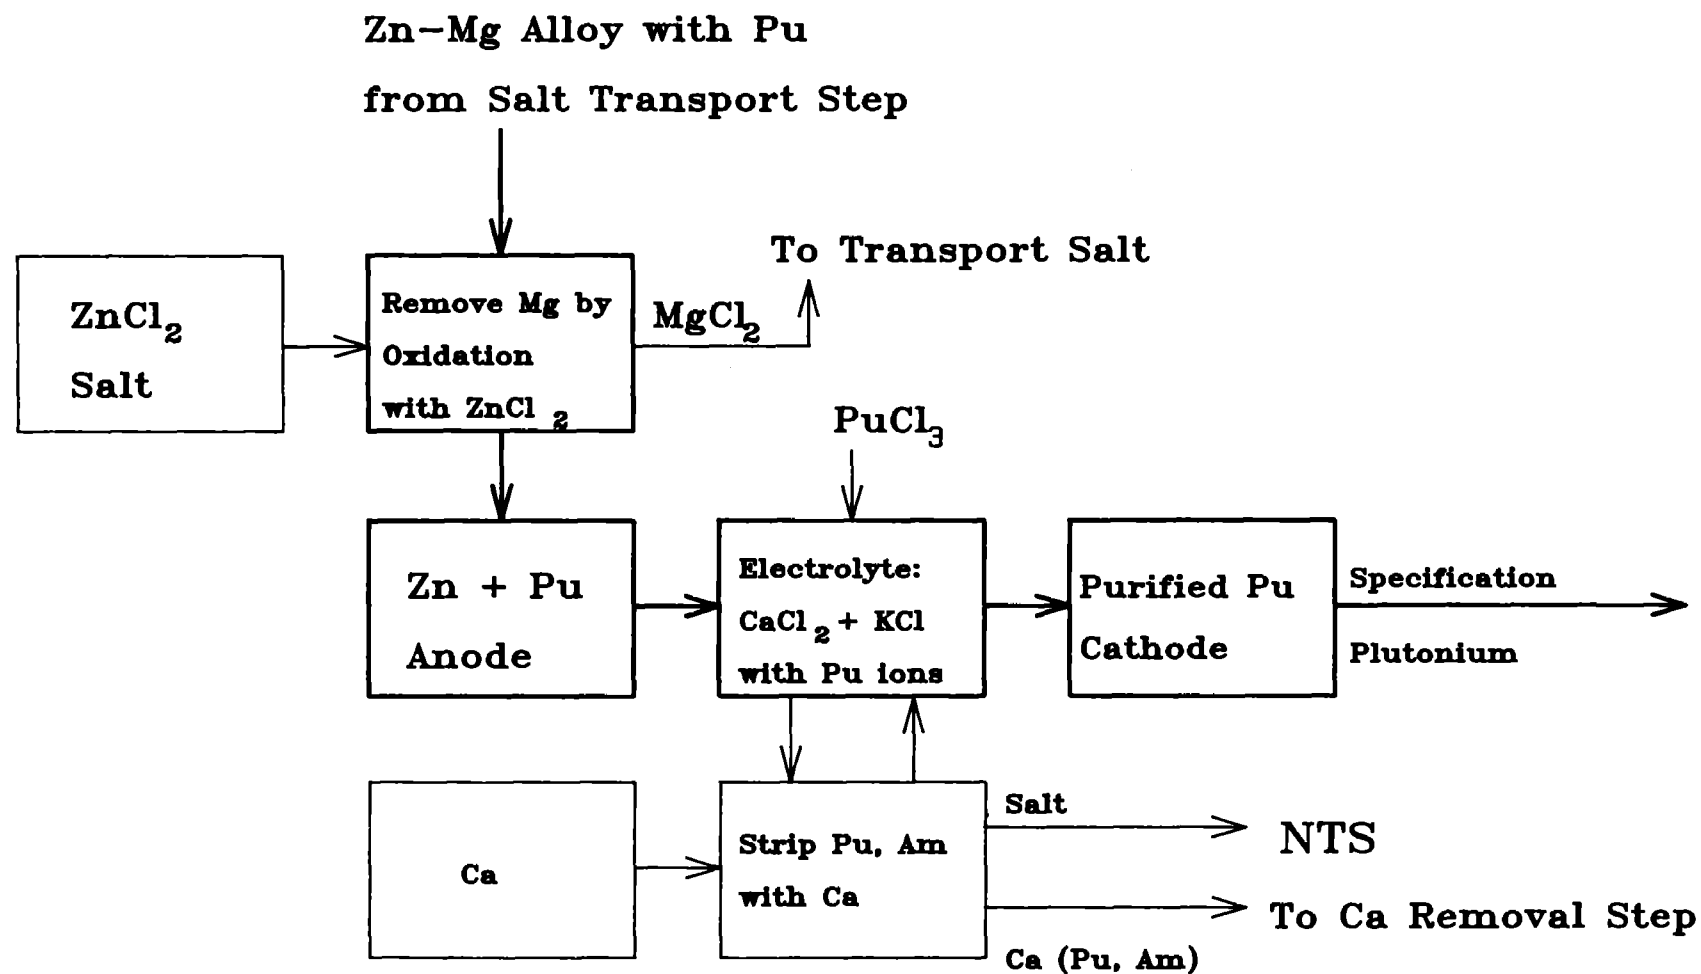 Zn-Mg Alloy with Pu
from Salt Transport Step
To Transport Salt
ZnCl2
Salt
Remove Mg by
Oxidation
with ZnCl 2
MgCl2
PuCl3
Zn + Pu
Anode
Electrolyte:
CaCl2 + KCl
with Pu ions
Purified Pu
Cathode
Specification
Plutonium
Ca
Strip Pu, Am
with Ca
Salt
NTS
To Ca Removal Step
Ca (Pu, Am)